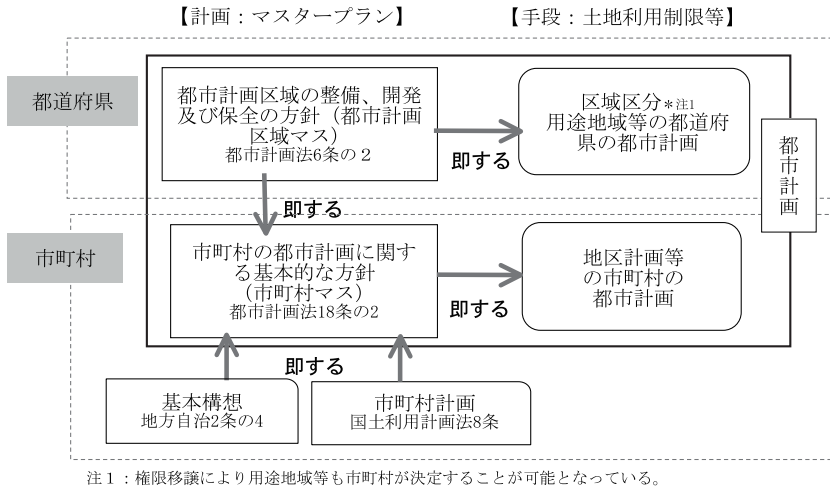 【計画：マスタープラン】
【手段：土地利用制限等】
都道府県
都市計画区域の整備、開発
及び保全の方針（都市計画
区域マス）
都市計画法6条の２
即する
区域区分＊注1
用途地域等の都道府
県の都市計画
都市計画
即する
市町村
市町村の都市計画に関す
る基本的な方針
（市町村マス）
都市計画法18条の2
即する
地区計画等
の市町村の
都市計画
即する
基本構想
地方自治2条の4
市町村計画
国土利用計画法8条
注１：権限移譲により用途地域等も市町村が決定することが可能となっている。